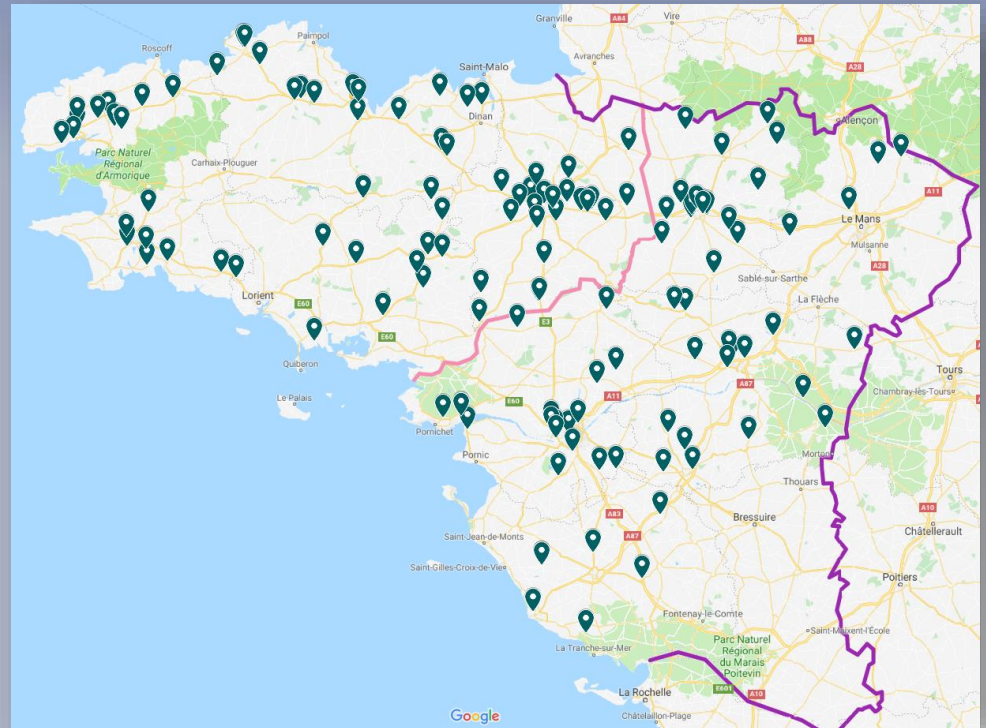 Granville
A84
Vire
Roscoff
Paimpol
A88
Avranches
Saint-Malo
A28
Dinan
Alençon
Parc Naturel
Régional
d'Armorique
Carhaix-Plouguer
A11
Le Mans
Mulsanne
A28
Sablé-sur-Sarthe
Lorient
E60
La Flèche
E3
E60
Quiberon
Tours
A87
Chambray-lès-Tours
Le Palais
E60
A11
Pornichet
Pornic
Thouars
A10
A83
Bressuire
Châtellerault
Saint-Jean-de-Monts
A87
Saint-Gilles-Croix-de-Vie
Poitiers
Fontenay-le-Comte
Saint-Maixent-l'École
La Tranche-sur-Mer
Parc Naturel
Régional
du Marais
Poitevin
La Rochelle
E601
A10
Google
Châtelaillon-Plage